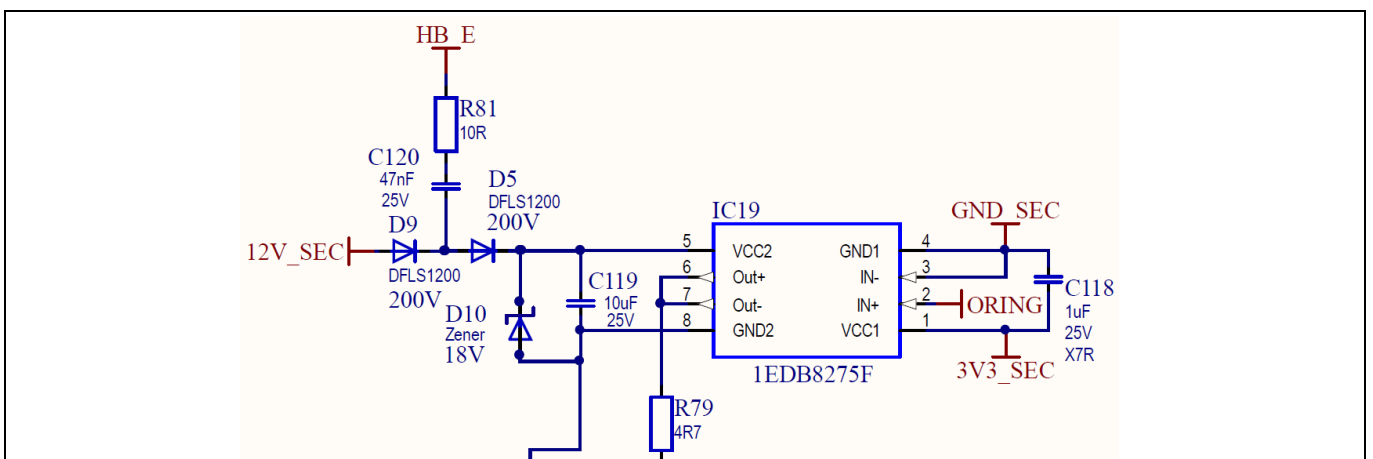 HB_E
R81
10R
C120
47nF
25V
D5
DFLS1200
200V
D9
12V_SEC
DFLS1200
200V
D10
Zener
18V
C119
10uF
25V
IC19
5 VCC2 GND1 4
6 Out+ IN- 3
7 Out- IN+ 2
8 GND2 VCC1 1
1EDB8275F
GND_SEC
ORING
C118
1uF
25V
X7R
3V3_SEC
R79
4R7